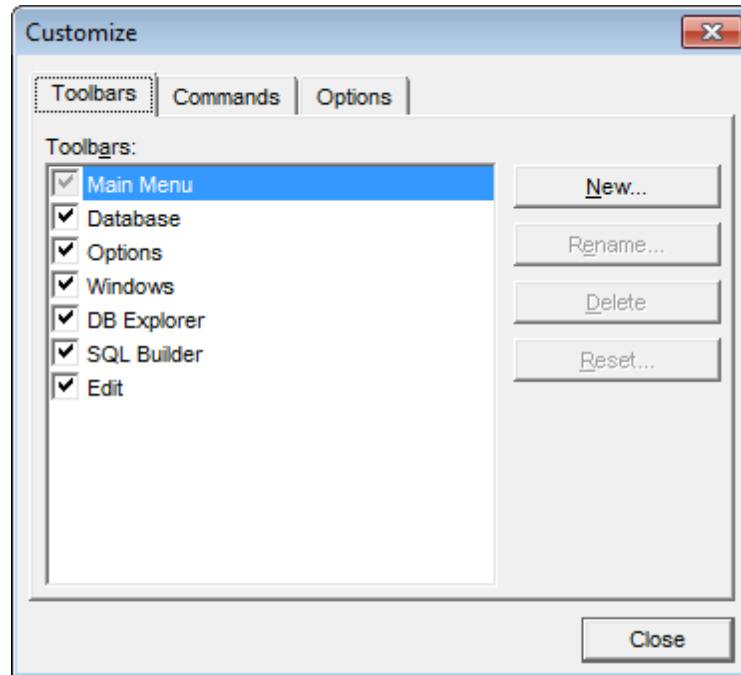 Customize
Toolbars Commands Options
Toolbars:
Main Menu
Database
Options
Windows
DB Explorer
SQL Builder
Edit
New...
Rename...
Delete
Reset...
Close